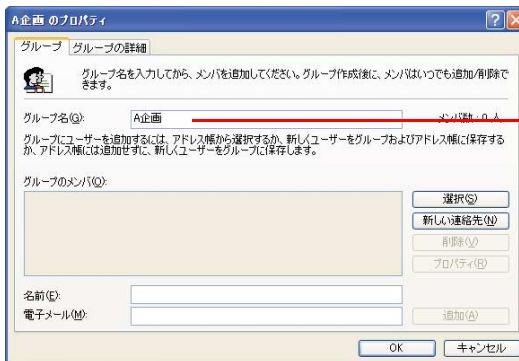 A企画 のプロパティ
グループ グループの詳細
グループ名を入力してから、メンバを追加してください。グループ作成後に、メンバはいつでも追加/削除で
きます。
グループ名(G): A企画 メンバ数: 0 人
グループにユーザーを追加するには、アドレス帳から選択するか、新しくユーザーをグループおよびアドレス帳に保存する
か、アドレス帳には追加せずに、新しくユーザーをグループに保存します。
グループのメンバ(O):
選択(S)
新しい連絡先(N)
削除(V)
プロパティ(R)
名前(E):
電子メール(M): 追加(A)
OK キャンセル